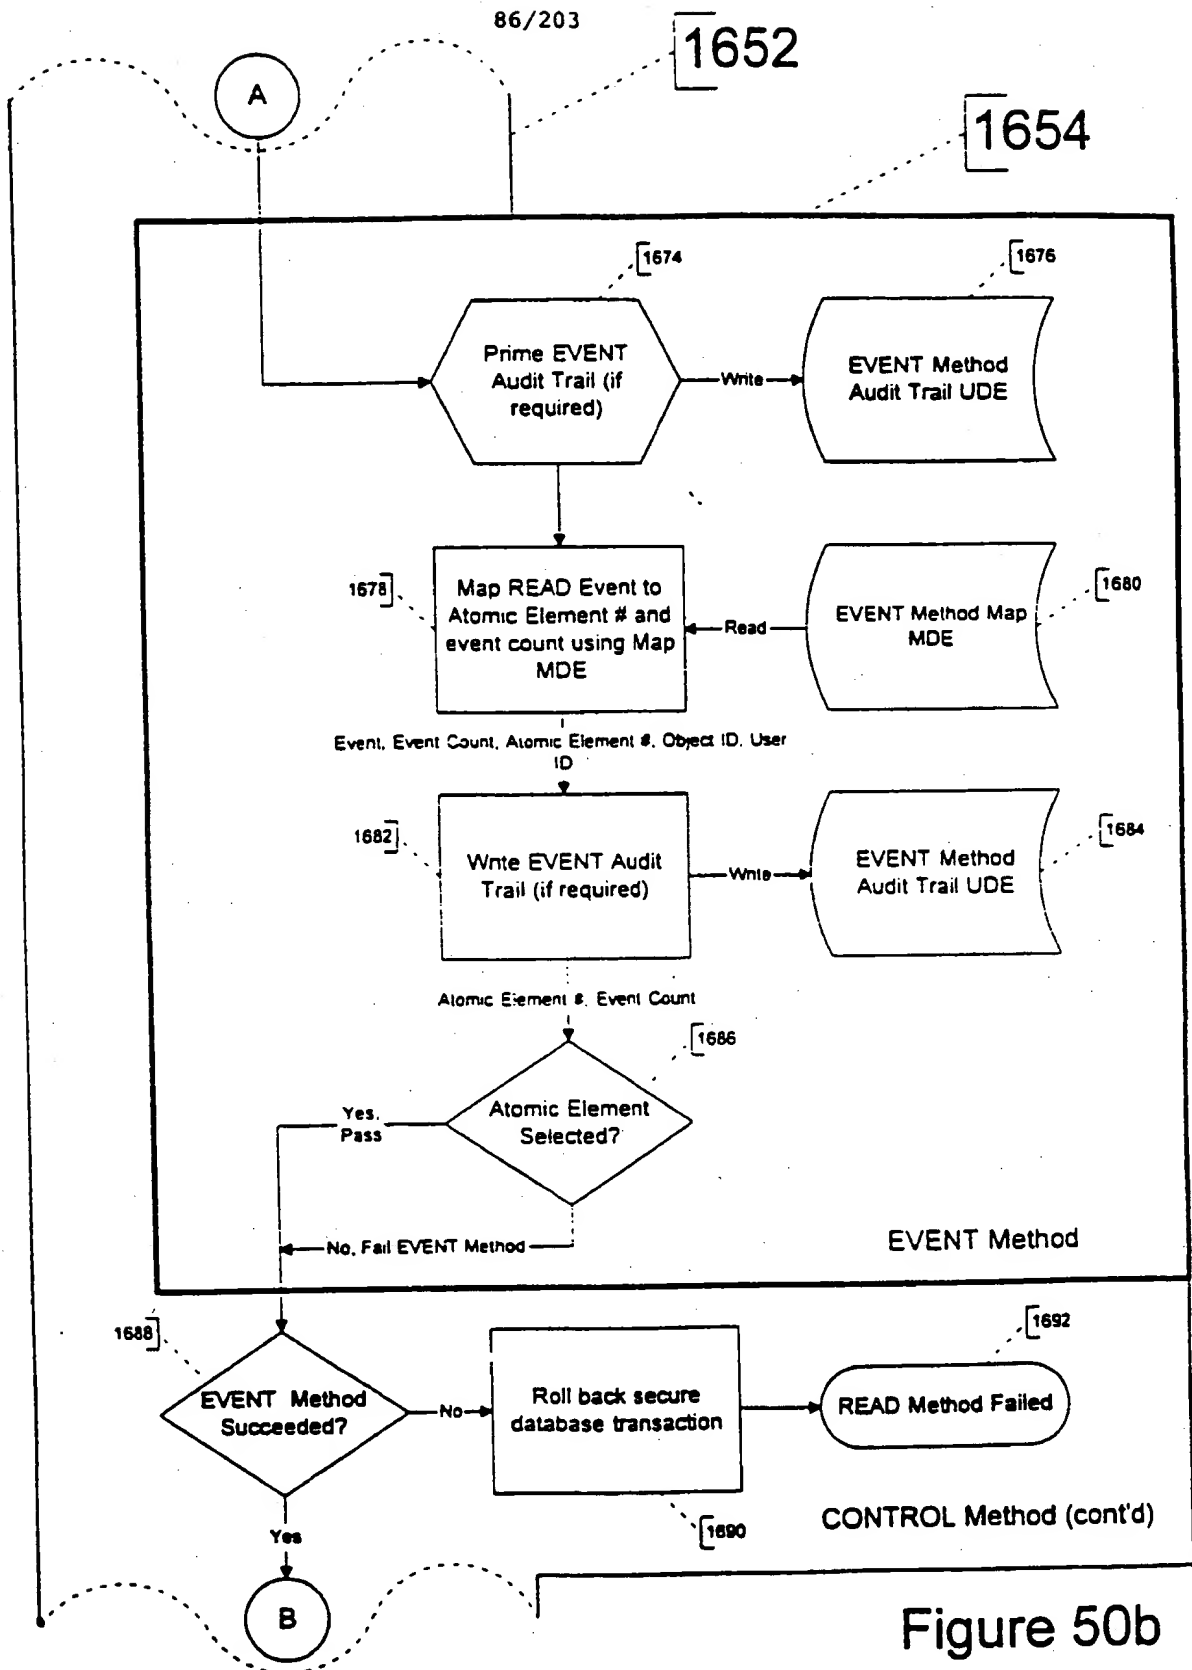 86/203
1652
A
1654
1674
1676
Prime EVENT
Audit Trail (if
required)
Write
EVENT Method
Audit Trail UDE
1678
Map READ Event to
Atomic Element # and
event count using Map
MDE
Read
EVENT Method Map
MDE
1680
Event, Event Count, Atomic Element #, Object ID, User
ID
1682
Write EVENT Audit
Trail (if required)
Write
EVENT Method
Audit Trail UDE
1684
Atomic Element #, Event Count
1686
Atomic Element
Selected?
Yes,
Pass
No, Fail EVENT Method
EVENT Method
1688
EVENT Method
Succeeded?
No
Roll back secure
database transaction
1690
READ Method Failed
1692
CONTROL Method (cont'd)
Yes
B
Figure 50b